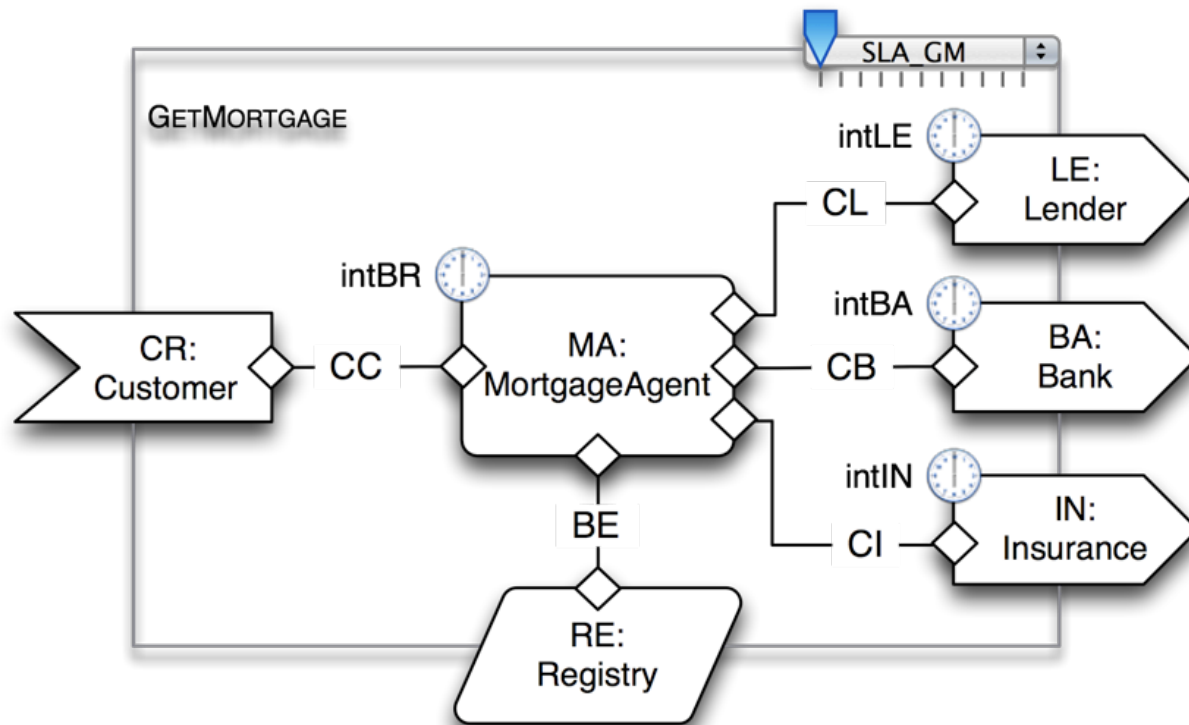 SLA_GM
GETMORTGAGE
intLE
LE:
Lender
CL
intBR
intBA
CR:
Customer
CC
MA:
MortgageAgent
CB
BA:
Bank
intIN
BE
CI
IN:
Insurance
RE:
Registry